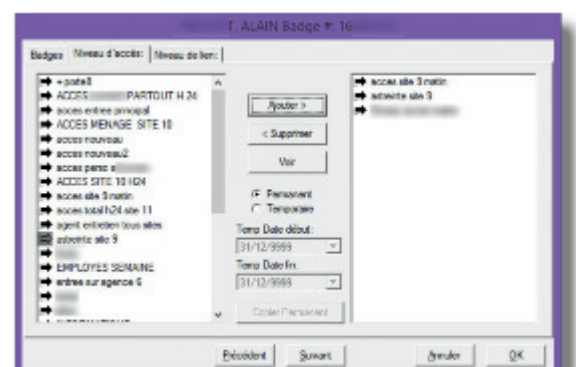 T. ALAIN Badge #: 16
Badges
Niveau d'accès:
Niveau de lien:
+ porte8
ACCES PARTOUT H 24
acces entree principal
ACCES MENAGE SITE 10
acces nouveau
acces nouveau2
acces perso
ACCES SITE 10 H24
acces site 3 matin
acces total h24 site 11
agent entretien tous sites
astreinte site 9
EMPLOYES SEMAINE
entree sur agence 6
Ajouter >
< Supprimer
Voir
Permanent
Temporaire
Temp Date début :
31/12/9999
Temp Date fin:
31/12/9999
Copier Permanent
acces site 3 matin
astreinte site 3
Précédent
Suivant
Annuler
OK